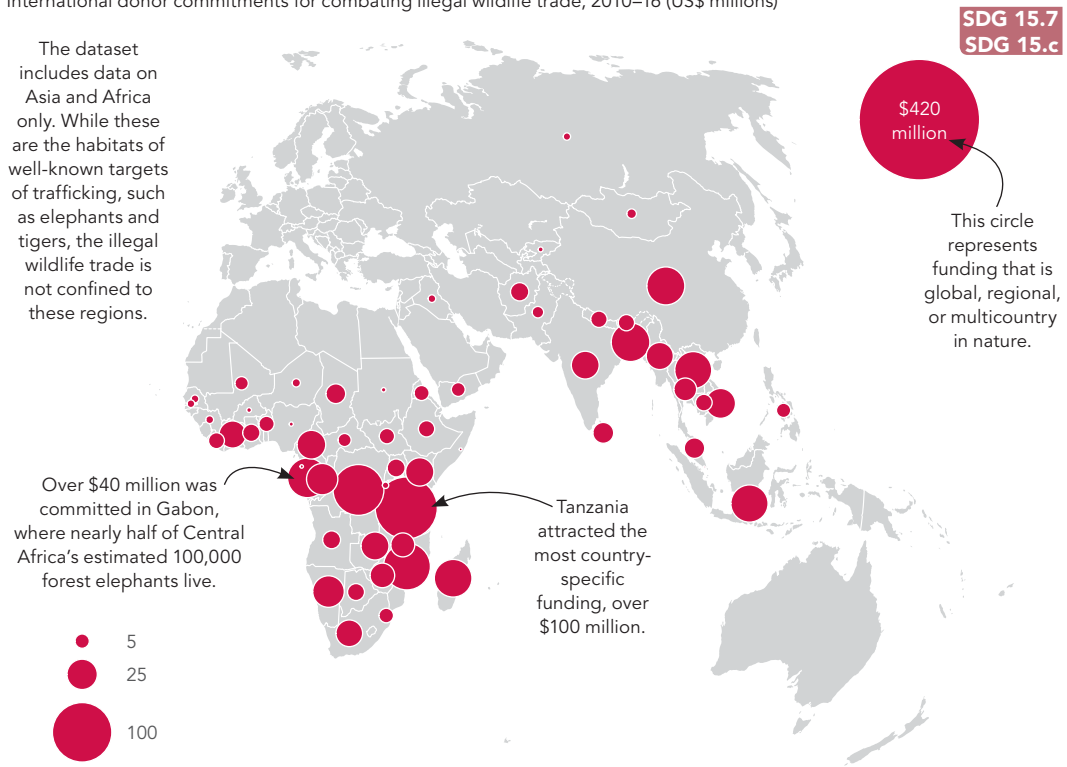 International donor commitments for combating illegal wildlife trade, 2010–16 (US$ millions)
SDG 15.7
SDG 15.c
The dataset
includes data on
Asia and Africa
only. While these
are the habitats of
well-known targets
of trafficking, such
as elephants and
tigers, the illegal
wildlife trade is
not confined to
these regions.
$420
million
This circle
represents
funding that is
global, regional,
or multicountry
in nature.
Over $40 million was
committed in Gabon,
where nearly half of Central
Africa's estimated 100,000
forest elephants live.
Tanzania
attracted the
most country-
specific
funding, over
$100 million.
5
25
100